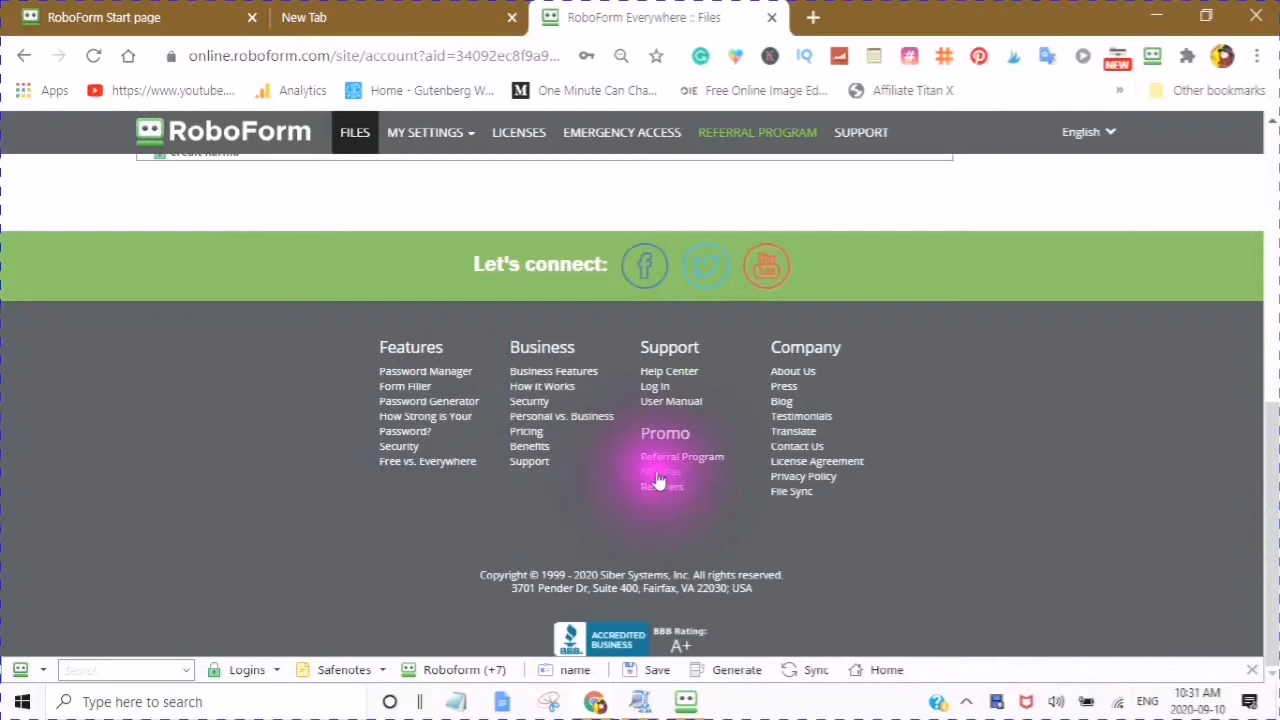 RoboForm Start page
New Tab
RoboForm Everywhere :: Files
online.roboform.com/site/account?aid=34092ec8f9a9...
NEW
Apps
https://www.youtube....
Analytics
Home - Gutenberg W...
One Minute Can Cha...
Free Online Image Ed...
Affiliate Titan X
»
Other bookmarks
RoboForm
FILES
MY SETTINGS
LICENSES
EMERGENCY ACCESS
REFERRAL PROGRAM
SUPPORT
English
Credit Karma
Let's connect:
Features
Password Manager
Form Filler
Password Generator
How Strong is Your
Password?
Security
Free vs. Everywhere
Business
Business Features
How It Works
Security
Personal vs. Business
Pricing
Benefits
Support
Support
Help Center
Log In
User Manual
Promo
Referral Program
Company
About Us
Press
Blog
Testimonials
Translate
Contact Us
License Agreement
Privacy Policy
File Sync
Copyright © 1999 - 2020 Siber Systems, Inc. All rights reserved.
3701 Pender Dr, Suite 400, Fairfax, VA 22030; USA
BBB.
ACCREDITED
BUSINESS
BBB Rating:
A+
Search
Logins
Safenotes
Roboform (+7)
name
Save
Generate
Sync
Home
Type here to search
ENG
10:31 AM
2020-09-10